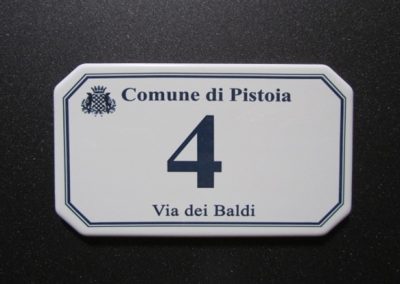 Comune di Pistoia
4
Via dei Baldi